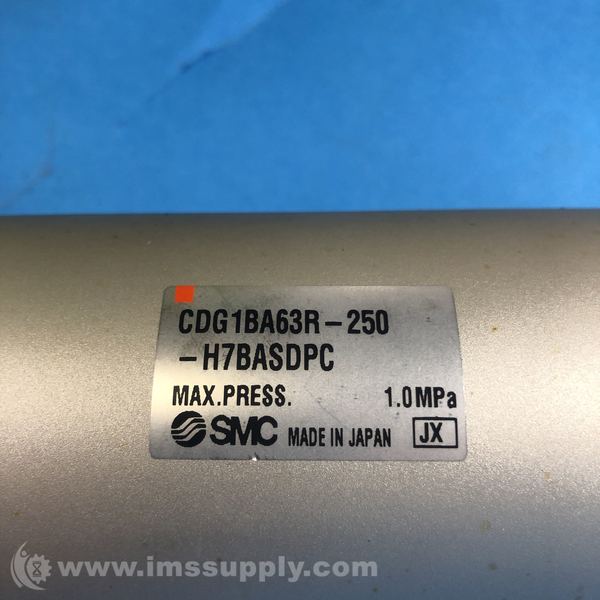 CDG1BA63R-250
-H7BASDPC
MAX.PRESS. 1.0MPa
SMC MADE IN JAPAN JX
www.imssupply.com